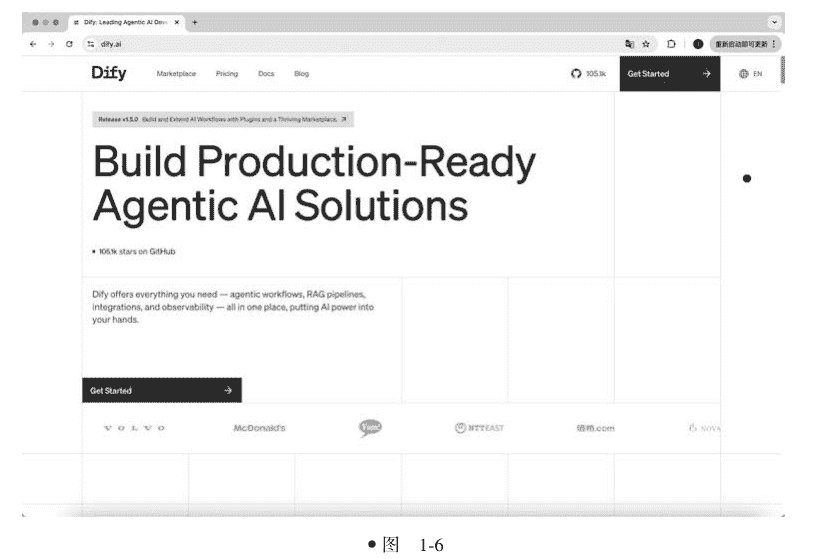 Dify: Leading Agentic AI Dev
dify.ai
重新启动即可更新
Dify Marketplace Pricing Docs Blog 105.1k Get Started → EN
Release v1.5.0 Build and Extend AI Workflows with Plugins and a Thriving Marketplace. ↗
Build Production-Ready
Agentic AI Solutions
• 105.1k stars on GitHub
Dify offers everything you need — agentic workflows, RAG pipelines,
integrations, and observability — all in one place, putting AI power into
your hands.
Get Started →
VOLVO McDonald's NTTEAST .com NOVA
• 图 1-6